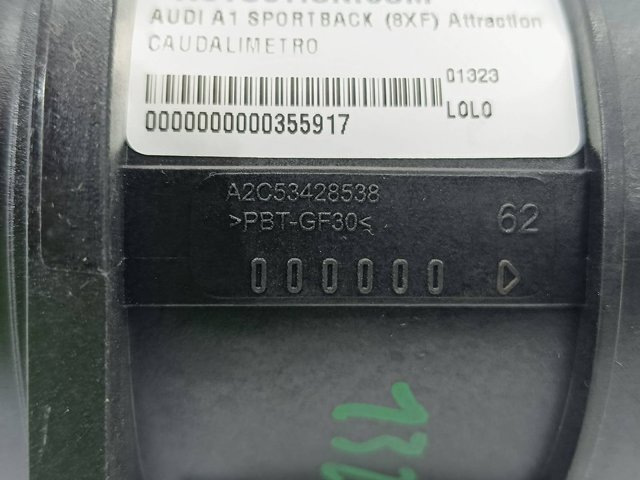 AUDI A1 SPORTBACK (8XF) Attraction
CAUDALIMETRO
01323
0000000000355917
LOLO
A2C53428538
>PBT-GF30<
62
000000